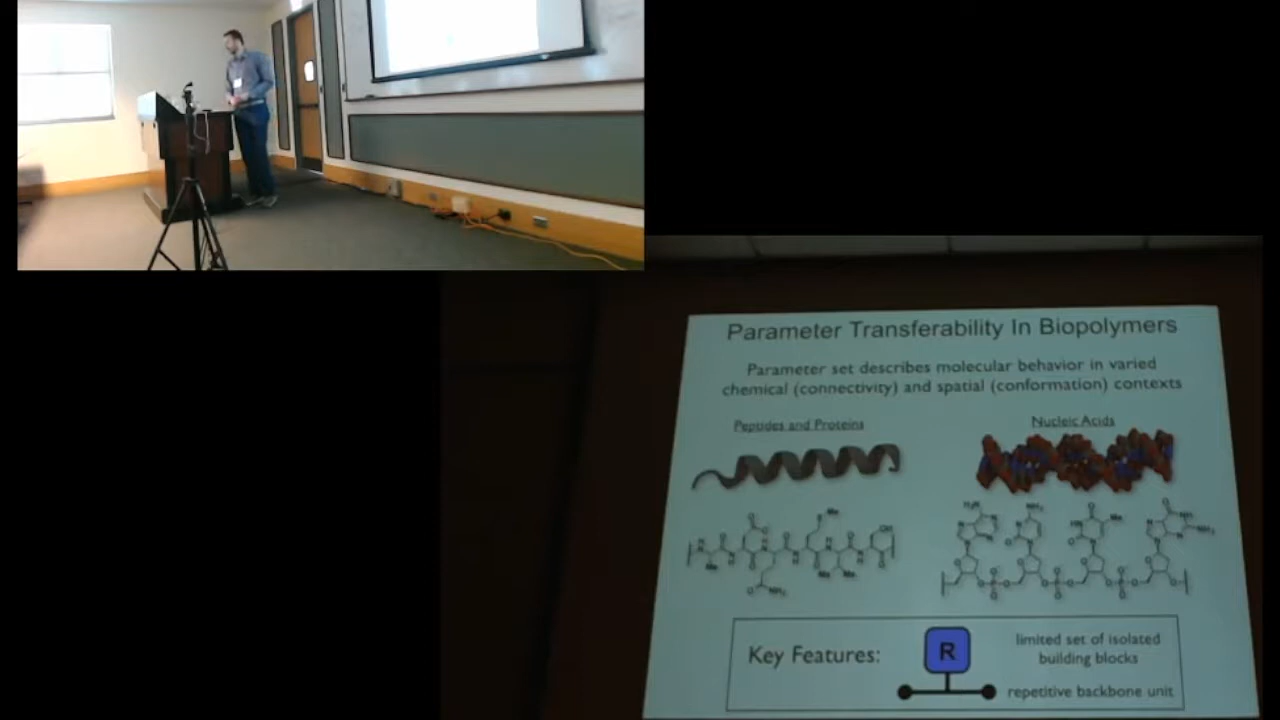 Parameter Transferability In Biopolymers
Parameter set describes molecular behavior in varied
chemical (connectivity) and spatial (conformation) contexts
Peptides and Proteins
Nucleic Acids
Key Features:
R
limited set of isolated
building blocks
repetitive backbone unit